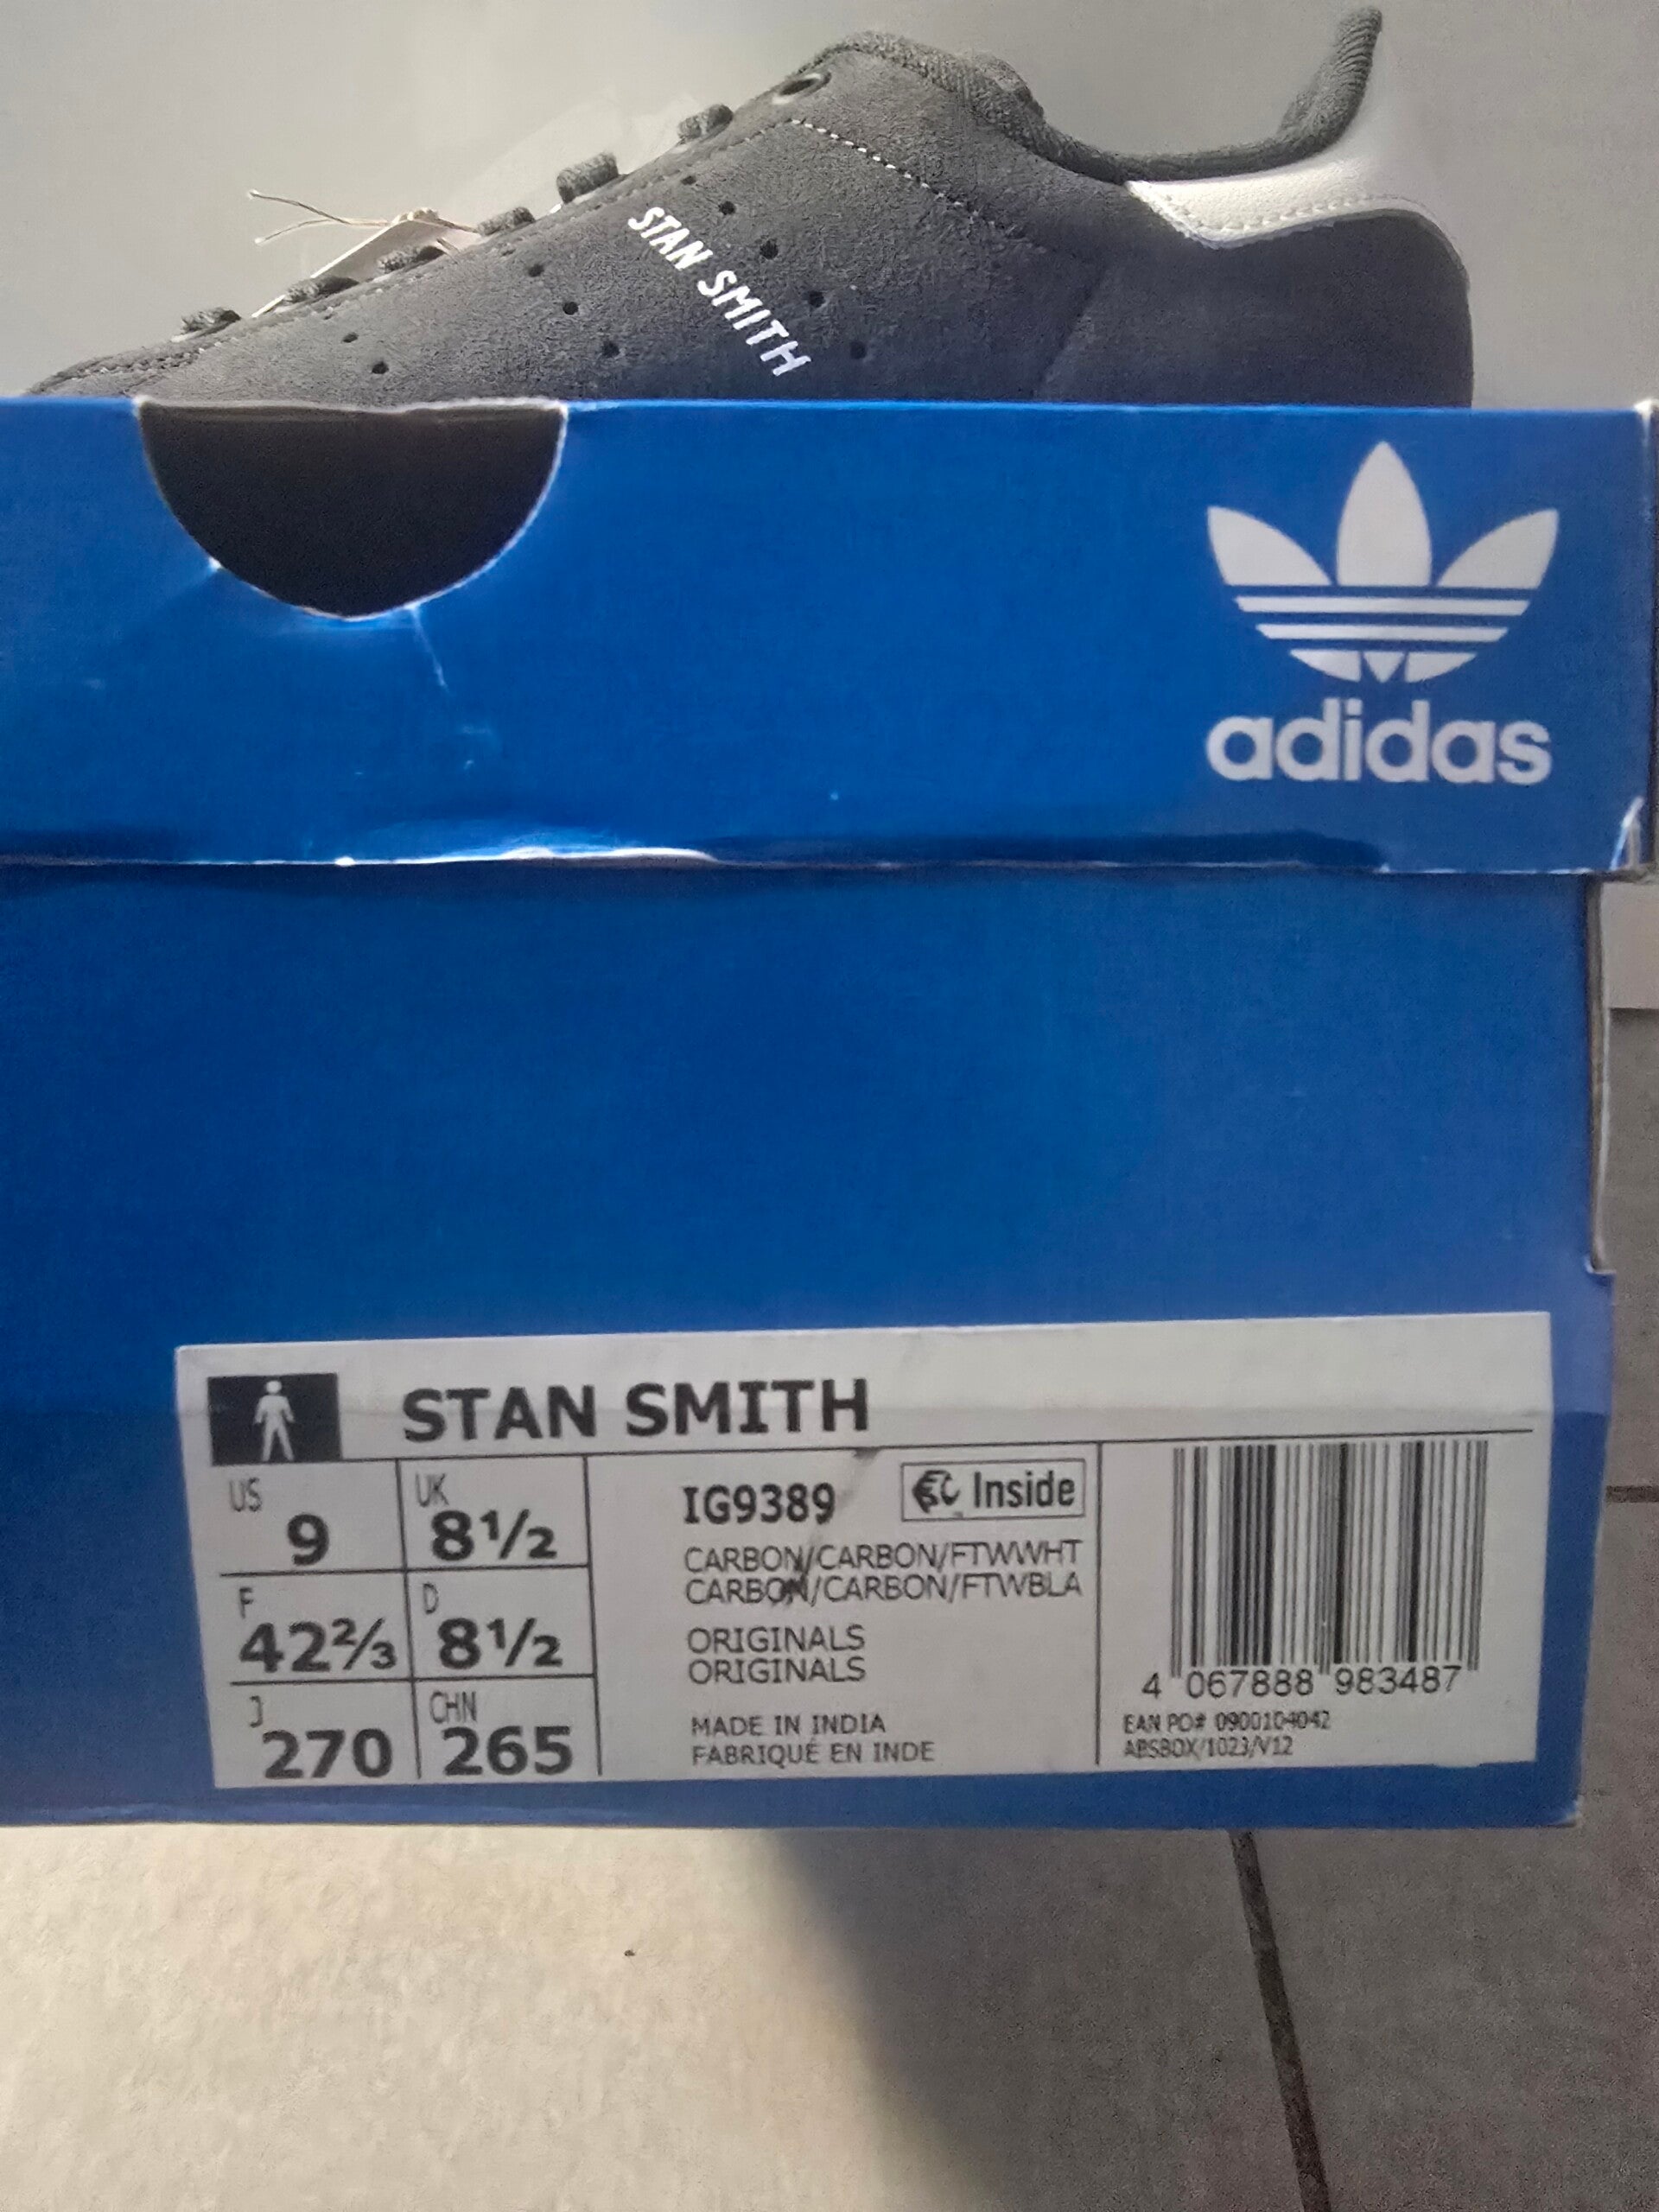 STAN SMITH
adidas
STAN SMITH
US 9
UK 8½
F 42⅔
D 8½
J 270
CHN 265
IG9389
Inside
CARBON/CARBON/FTWWHT
CARBON/CARBON/FTWBLA
ORIGINALS
ORIGINALS
MADE IN INDIA
FABRIQUÉ EN INDE
4 067888 983487
EAN PO# 0900104042
ABSBOX/1023/V12